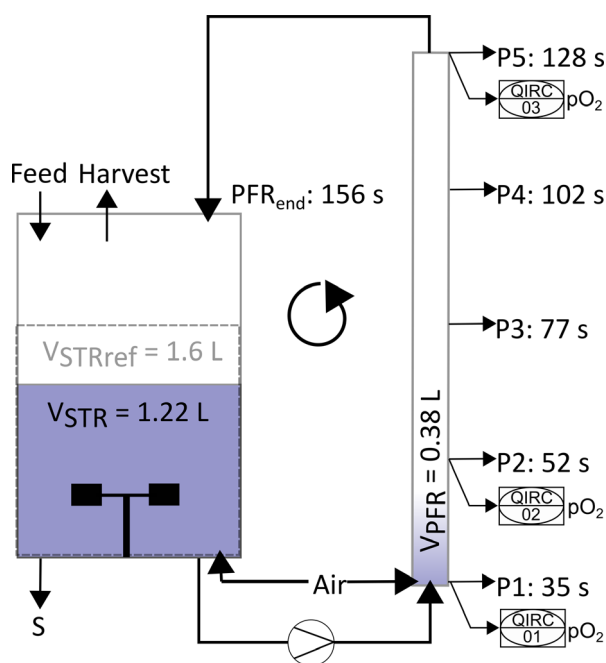 P5: 128 s
QIRC
03
pO₂
Feed Harvest
PFRend: 156 s
P4: 102 s
VSTRref = 1.6 L
P3: 77 s
VSTR = 1.22 L
VPFR = 0.38 L
P2: 52 s
QIRC
02
pO₂
Air
P1: 35 s
S
QIRC
01
pO₂